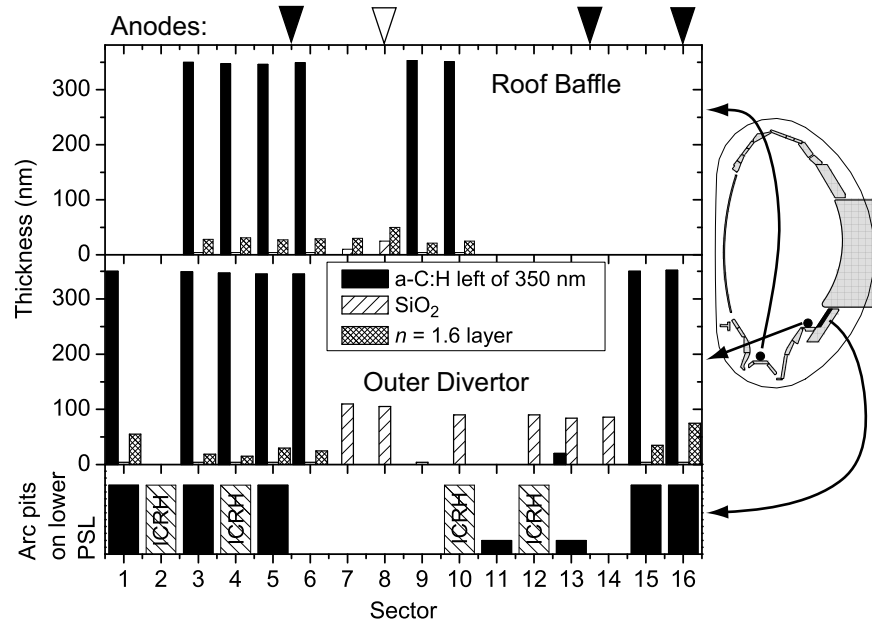 Anodes:
Roof Baffle
300
200
100
0
Thickness (nm)
a-C:H left of 350 nm
SiO₂
n = 1.6 layer
Outer Divertor
300
200
100
0
Arc pits
on lower
PSL
ICRH
ICRH
ICRH
ICRH
1 2 3 4 5 6 7 8 9 10 11 12 13 14 15 16
Sector